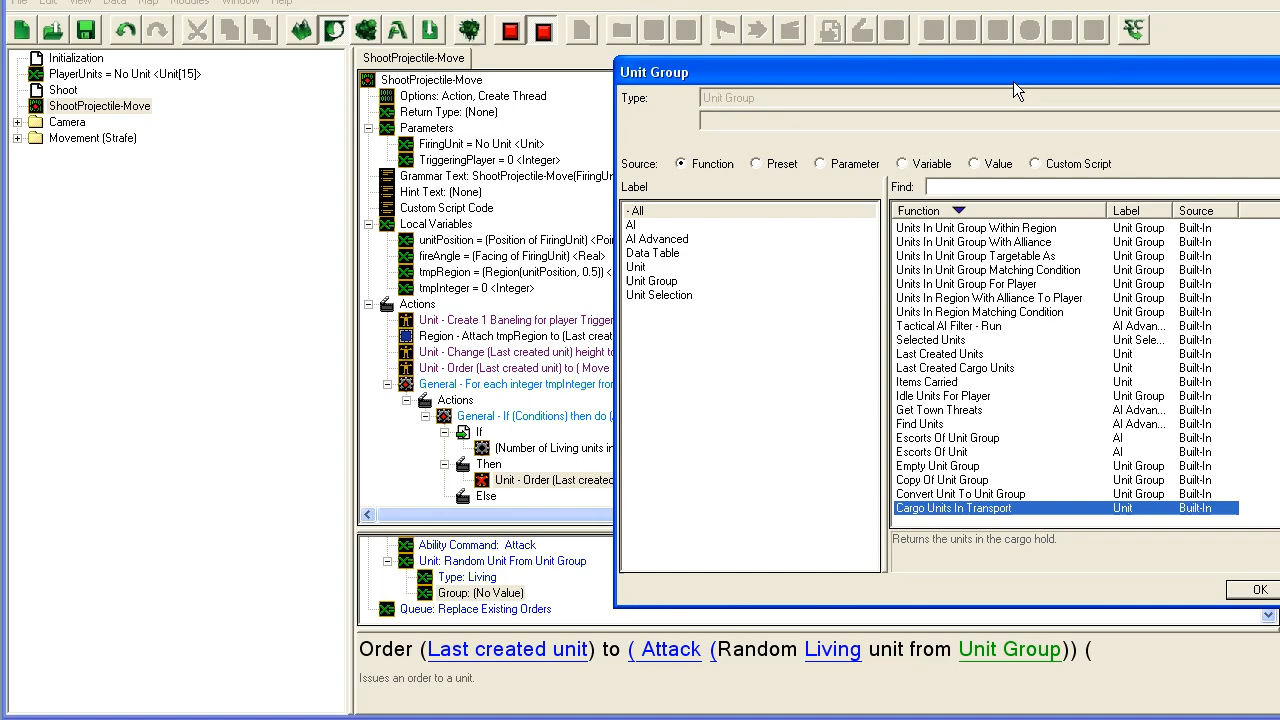 File Edit View Data Map Modules Window Help
Initialization
PlayerUnits = No Unit <Unit[15]>
Shoot
ShootProjectile-Move
Camera
Movement (Strafe)
ShootProjectile-Move
ShootProjectile-Move
Options: Action, Create Thread
Return Type: (None)
Parameters
FiringUnit = No Unit <Unit>
TriggeringPlayer = 0 <Integer>
Grammar Text: ShootProjectile-Move(FiringUn
Hint Text: (None)
Custom Script Code
Local Variables
unitPosition = (Position of FiringUnit) <Poin
fireAngle = (Facing of FiringUnit) <Real>
tmpRegion = (Region(unitPosition, 0.5)) <
tmpInteger = 0 <Integer>
Actions
Unit - Create 1 Baneling for player Trigger
Region - Attach tmpRegion to (Last creat
Unit - Change (Last created unit) height to
Unit - Order (Last created unit) to ( Move
General - For each integer tmpInteger from
Actions
General - If (Conditions) then do (
If
(Number of Living units in
Then
Unit - Order (Last created
Else
Ability Command: Attack
Unit: Random Unit From Unit Group
Type: Living
Group: (No Value)
Queue: Replace Existing Orders
Order (Last created unit) to ( Attack (Random Living unit from Unit Group)) (
Issues an order to a unit.
Unit Group
Type: Unit Group
Source: Function Preset Parameter Variable Value Custom Script
Label
- All
AI
AI Advanced
Data Table
Unit
Unit Group
Unit Selection
Find:
Function Label Source
Units In Unit Group Within Region Unit Group Built-In
Units In Unit Group With Alliance Unit Group Built-In
Units In Unit Group Targetable As Unit Group Built-In
Units In Unit Group Matching Condition Unit Group Built-In
Units In Unit Group For Player Unit Group Built-In
Units In Region With Alliance To Player Unit Group Built-In
Units In Region Matching Condition Unit Group Built-In
Tactical AI Filter - Run AI Advan... Built-In
Selected Units Unit Sele... Built-In
Last Created Units Unit Built-In
Last Created Cargo Units Unit Built-In
Items Carried Unit Built-In
Idle Units For Player Unit Group Built-In
Get Town Threats AI Advan... Built-In
Find Units AI Advan... Built-In
Escorts Of Unit Group AI Built-In
Escorts Of Unit AI Built-In
Empty Unit Group Unit Group Built-In
Copy Of Unit Group Unit Group Built-In
Convert Unit To Unit Group Unit Group Built-In
Cargo Units In Transport Unit Built-In
Returns the units in the cargo hold.
OK